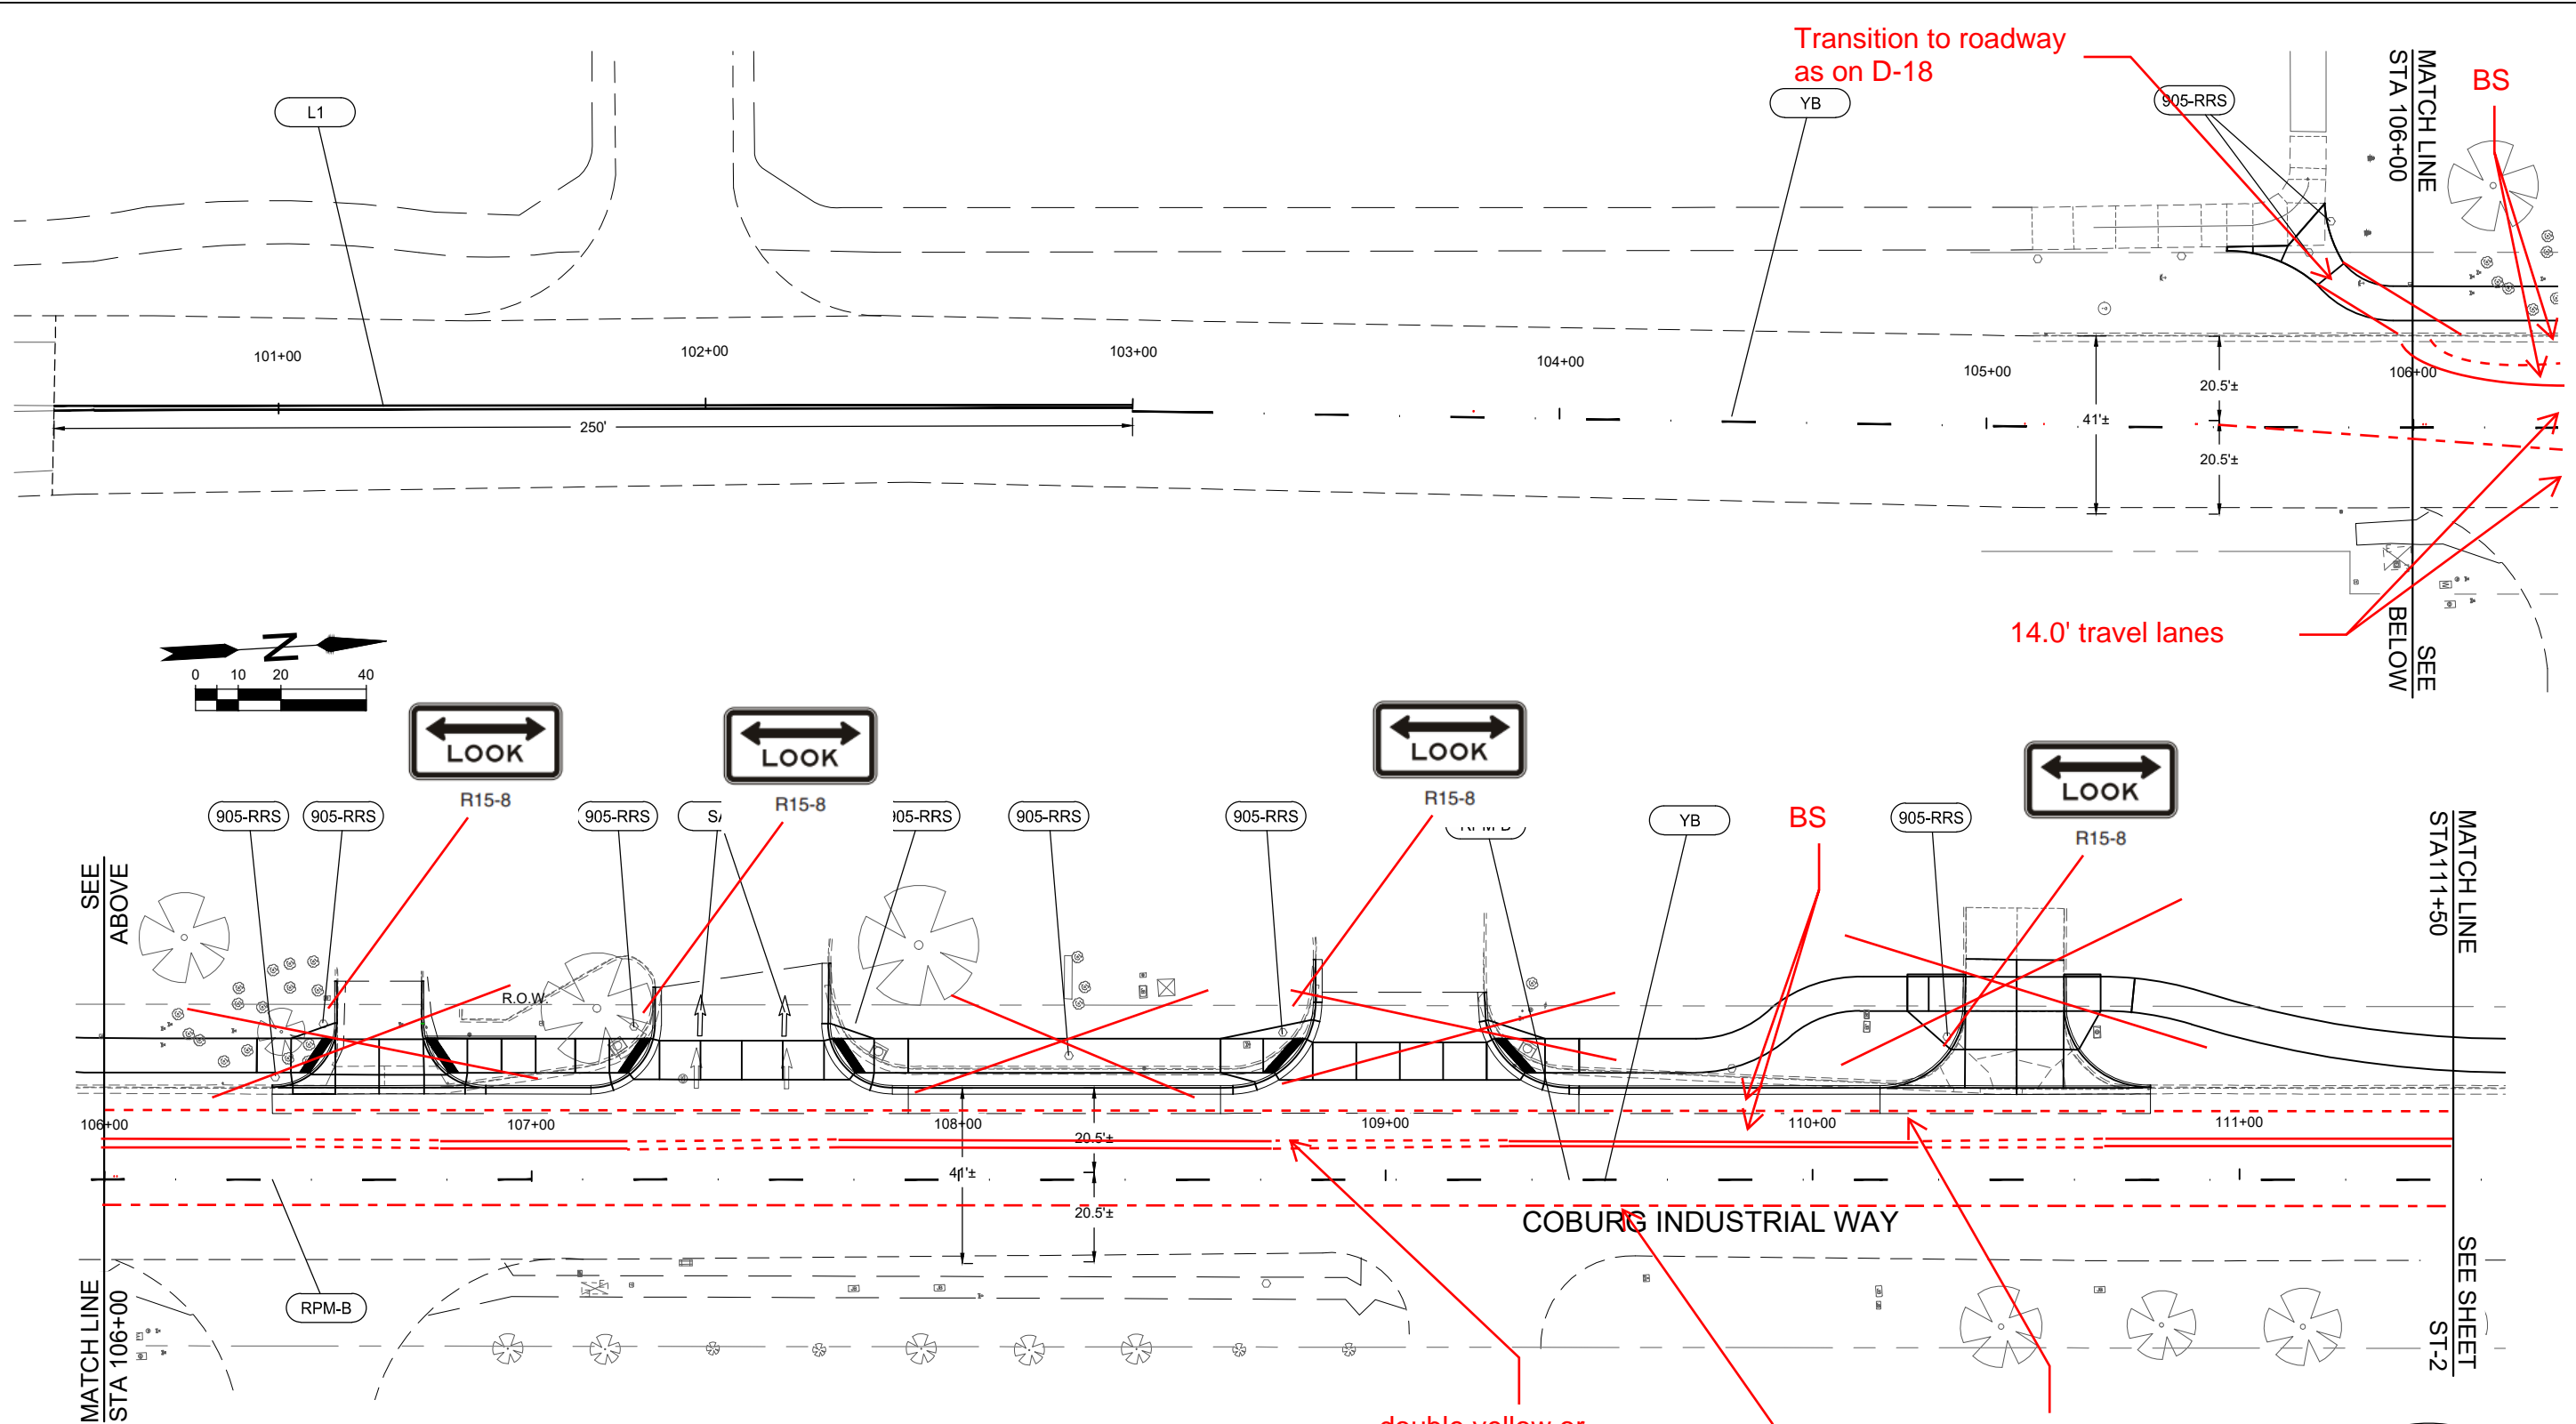 Transition to roadway
as on D-18
MATCH LINE
STA 106+00
BS
L1
YB
905-RRS
101+00
102+00
103+00
104+00
105+00
106+00
250'
41'±
20.5'±
20.5'±
14.0' travel lanes
SEE
BELOW
N
0 10 20 40
LOOK
R15-8
LOOK
R15-8
LOOK
R15-8
LOOK
R15-8
905-RRS
905-RRS
905-RRS
905-RRS
905-RRS
905-RRS
YB
BS
905-RRS
MATCH LINE
STA111+50
SEE
ABOVE
R.O.W.
106+00
107+00
108+00
109+00
110+00
111+00
20.5'±
41'±
20.5'±
COBURG INDUSTRIAL WAY
RPM-B
MATCH LINE
STA 106+00
SEE SHEET
ST-2
double yellow or